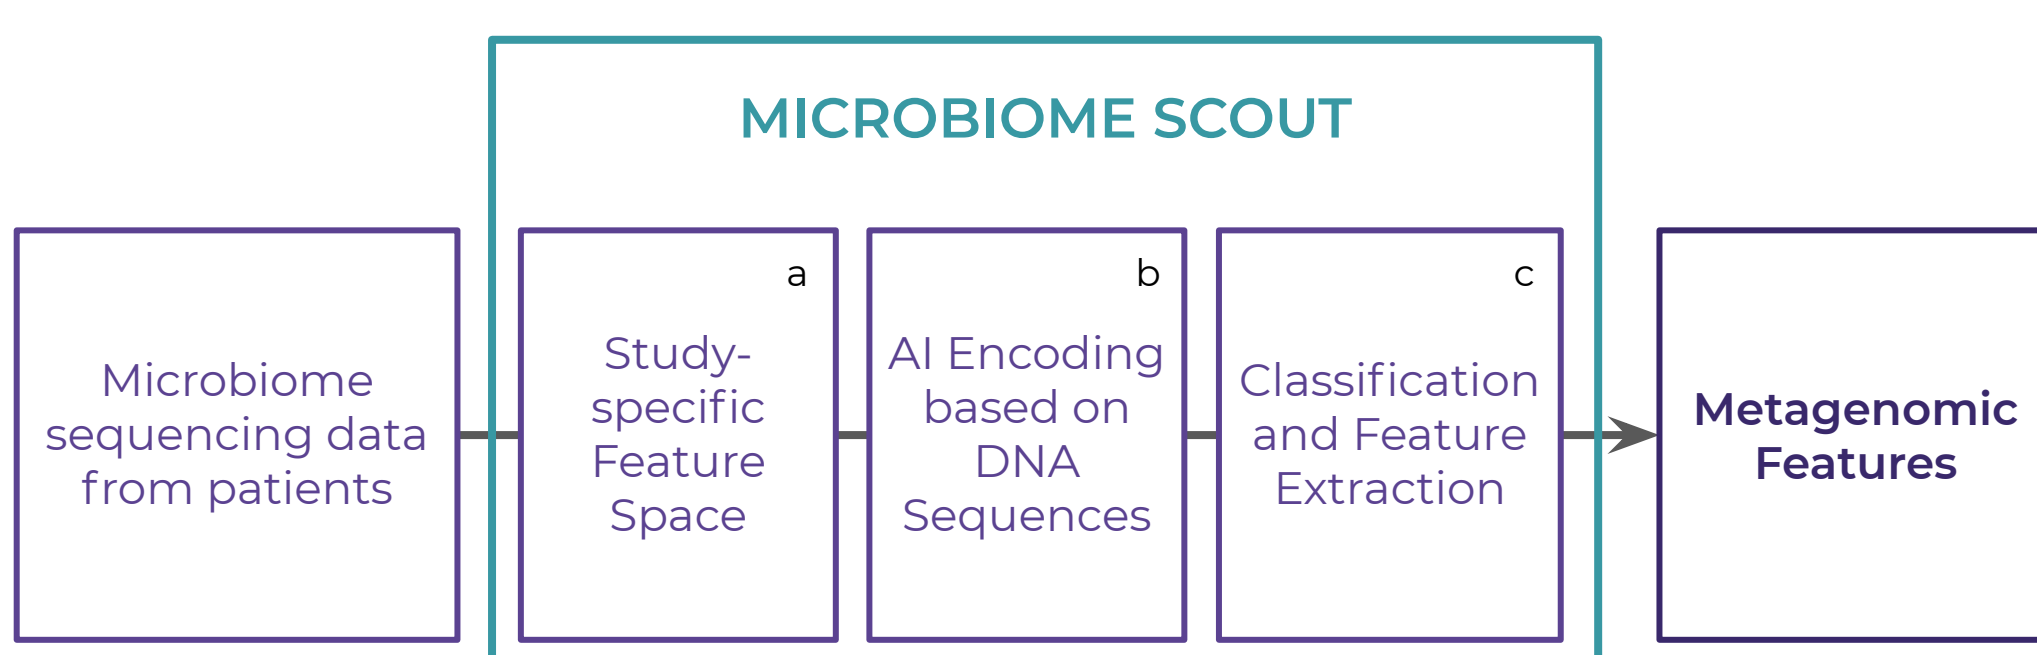 MICROBIOME SCOUT
Microbiome
sequencing data
from patients
a
Study-
specific
Feature
Space
b
AI Encoding
based on
DNA
Sequences
c
Classification
and Feature
Extraction
Metagenomic
Features